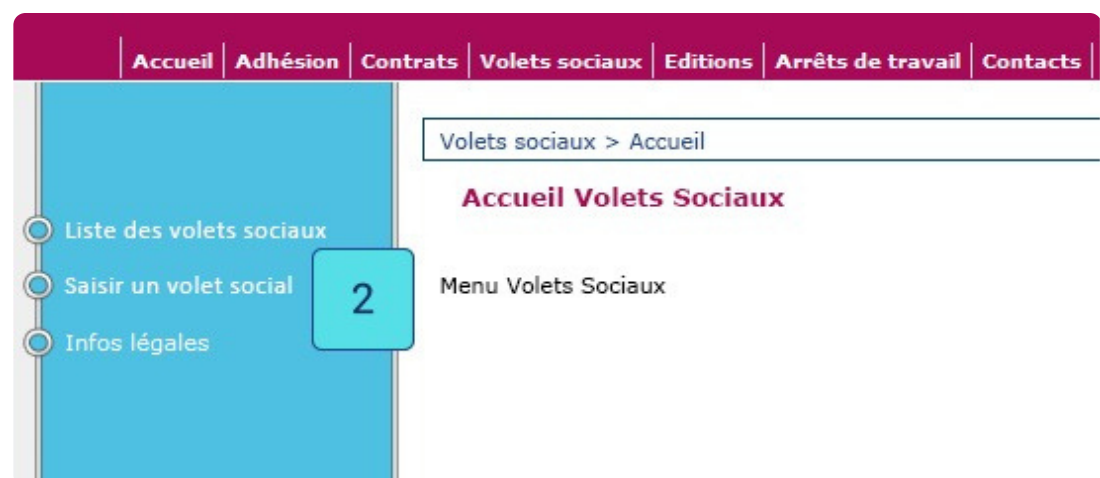 Accueil Adhésion Contrats Volets sociaux Editions Arrêts de travail Contacts
Volets sociaux > Accueil
Accueil Volets Sociaux
Liste des volets sociaux
Saisir un volet social
2
Menu Volets Sociaux
Infos légales